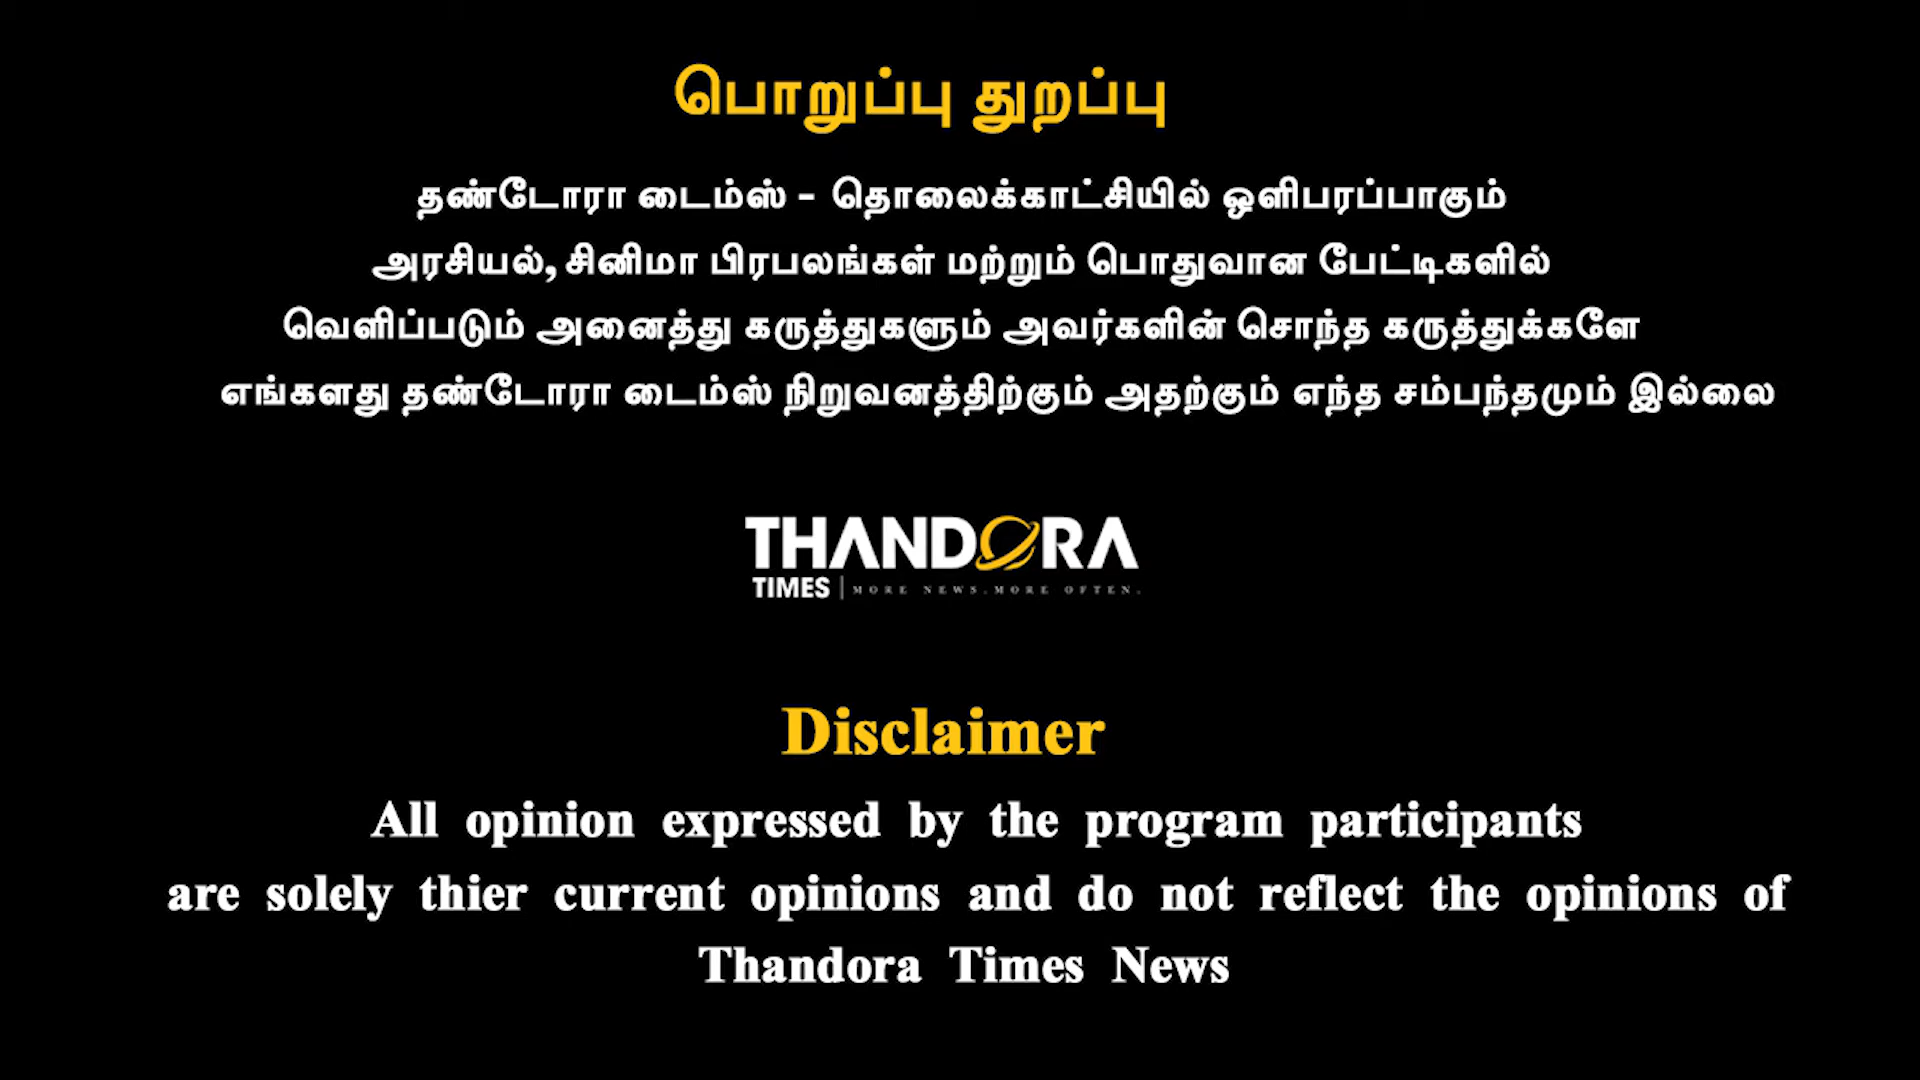 பொறுப்பு துறப்பு
தண்டோரா டைம்ஸ் - தொலைக்காட்சியில் ஒளிபரப்பாகும்
அரசியல், சினிமா பிரபலங்கள் மற்றும் பொதுவான பேட்டிகளில்
வெளிப்படும் அனைத்து கருத்துகளும் அவர்களின் சொந்த கருத்துக்களே
எங்களது தண்டோரா டைம்ஸ் நிறுவனத்திற்கும் அதற்கும் எந்த சம்பந்தமும் இல்லை
THANDORA
TIMES | MORE NEWS.MORE OFTEN.
Disclaimer
All opinion expressed by the program participants
are solely thier current opinions and do not reflect the opinions of
Thandora Times News